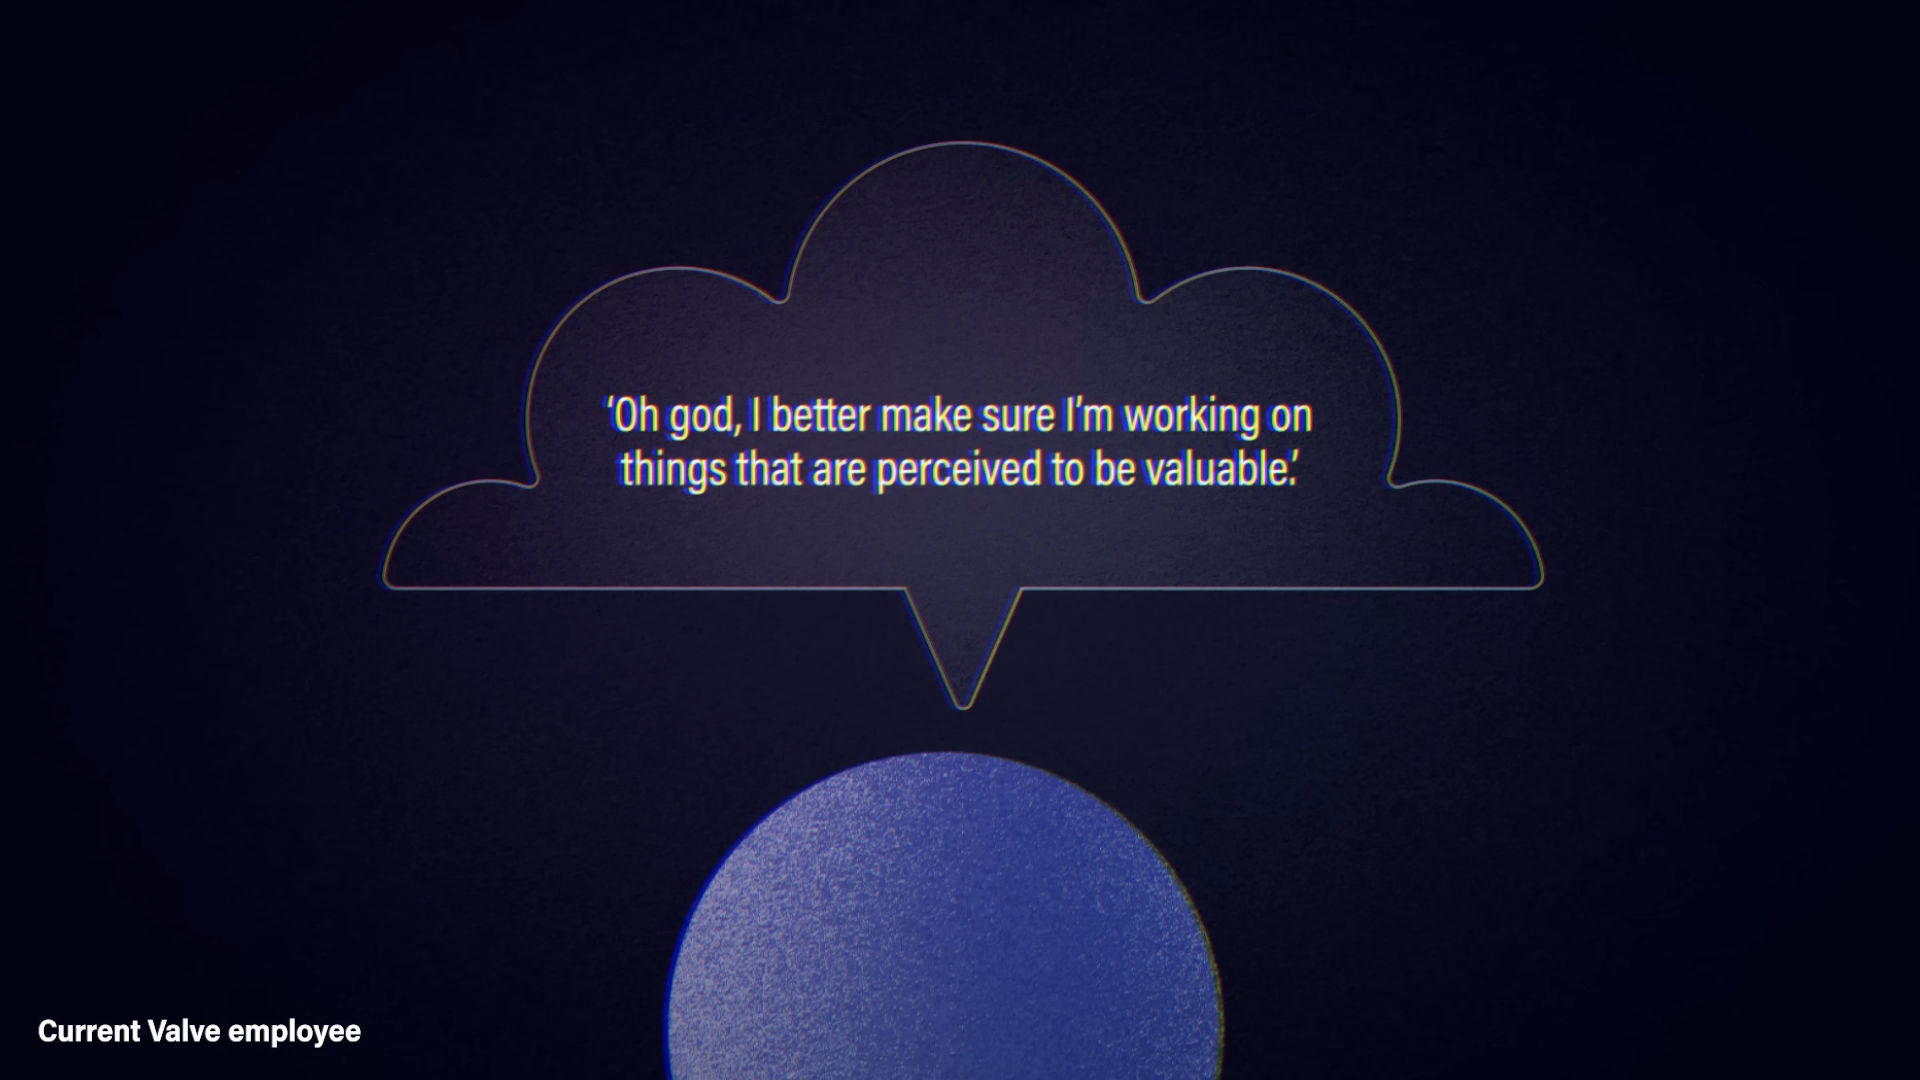 ‘Oh god, I better make sure I’m working on
things that are perceived to be valuable.’
Current Valve employee